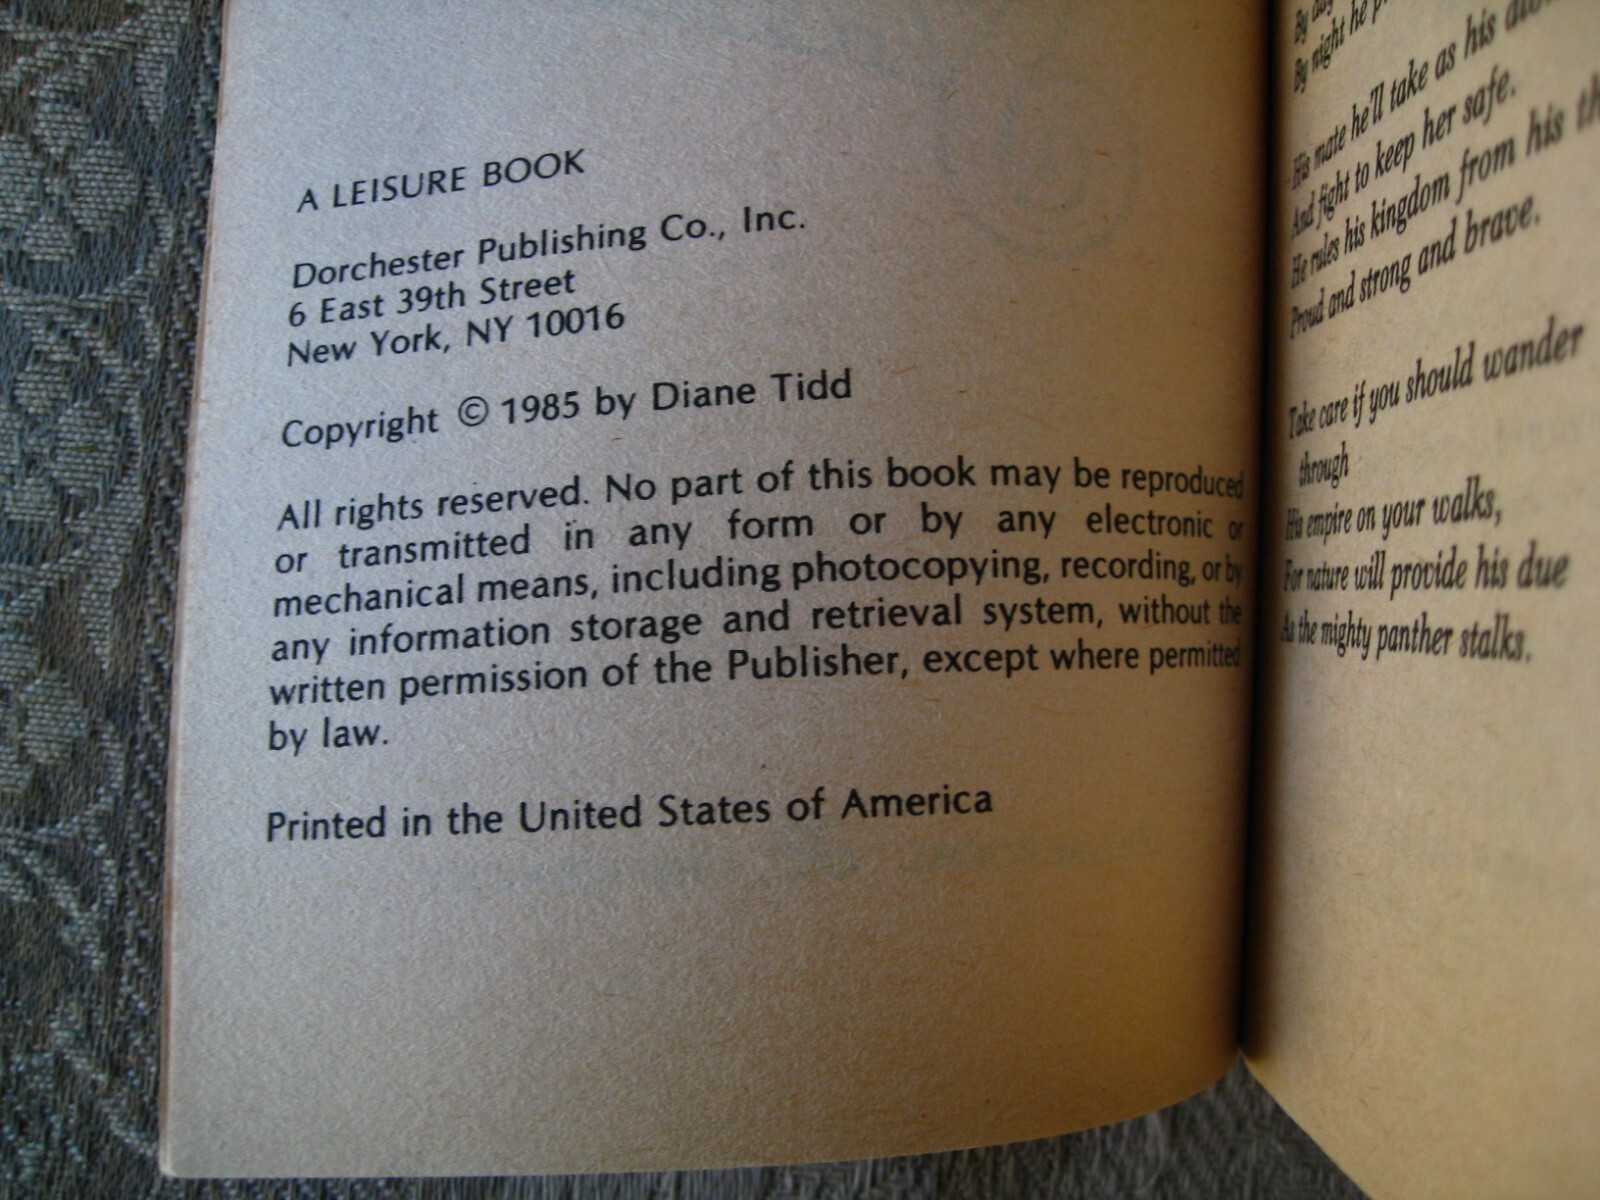 A LEISURE BOOK
Dorchester Publishing Co., Inc.
6 East 39th Street
New York, NY 10016
Copyright © 1985 by Diane Tidd
All rights reserved. No part of this book may be reproduced
or transmitted in any form or by any electronic or
mechanical means, including photocopying, recording, or by
any information storage and retrieval system, without the
written permission of the Publisher, except where permitted
by law.
Printed in the United States of America
By day
By night he
His mate he'll take as his
And fight to keep her safe.
He rules his kingdom from his
Proud and strong and brave.
Take care if you should wander
through
His empire on your walks,
For nature will provide his due
As the mighty panther stalks.